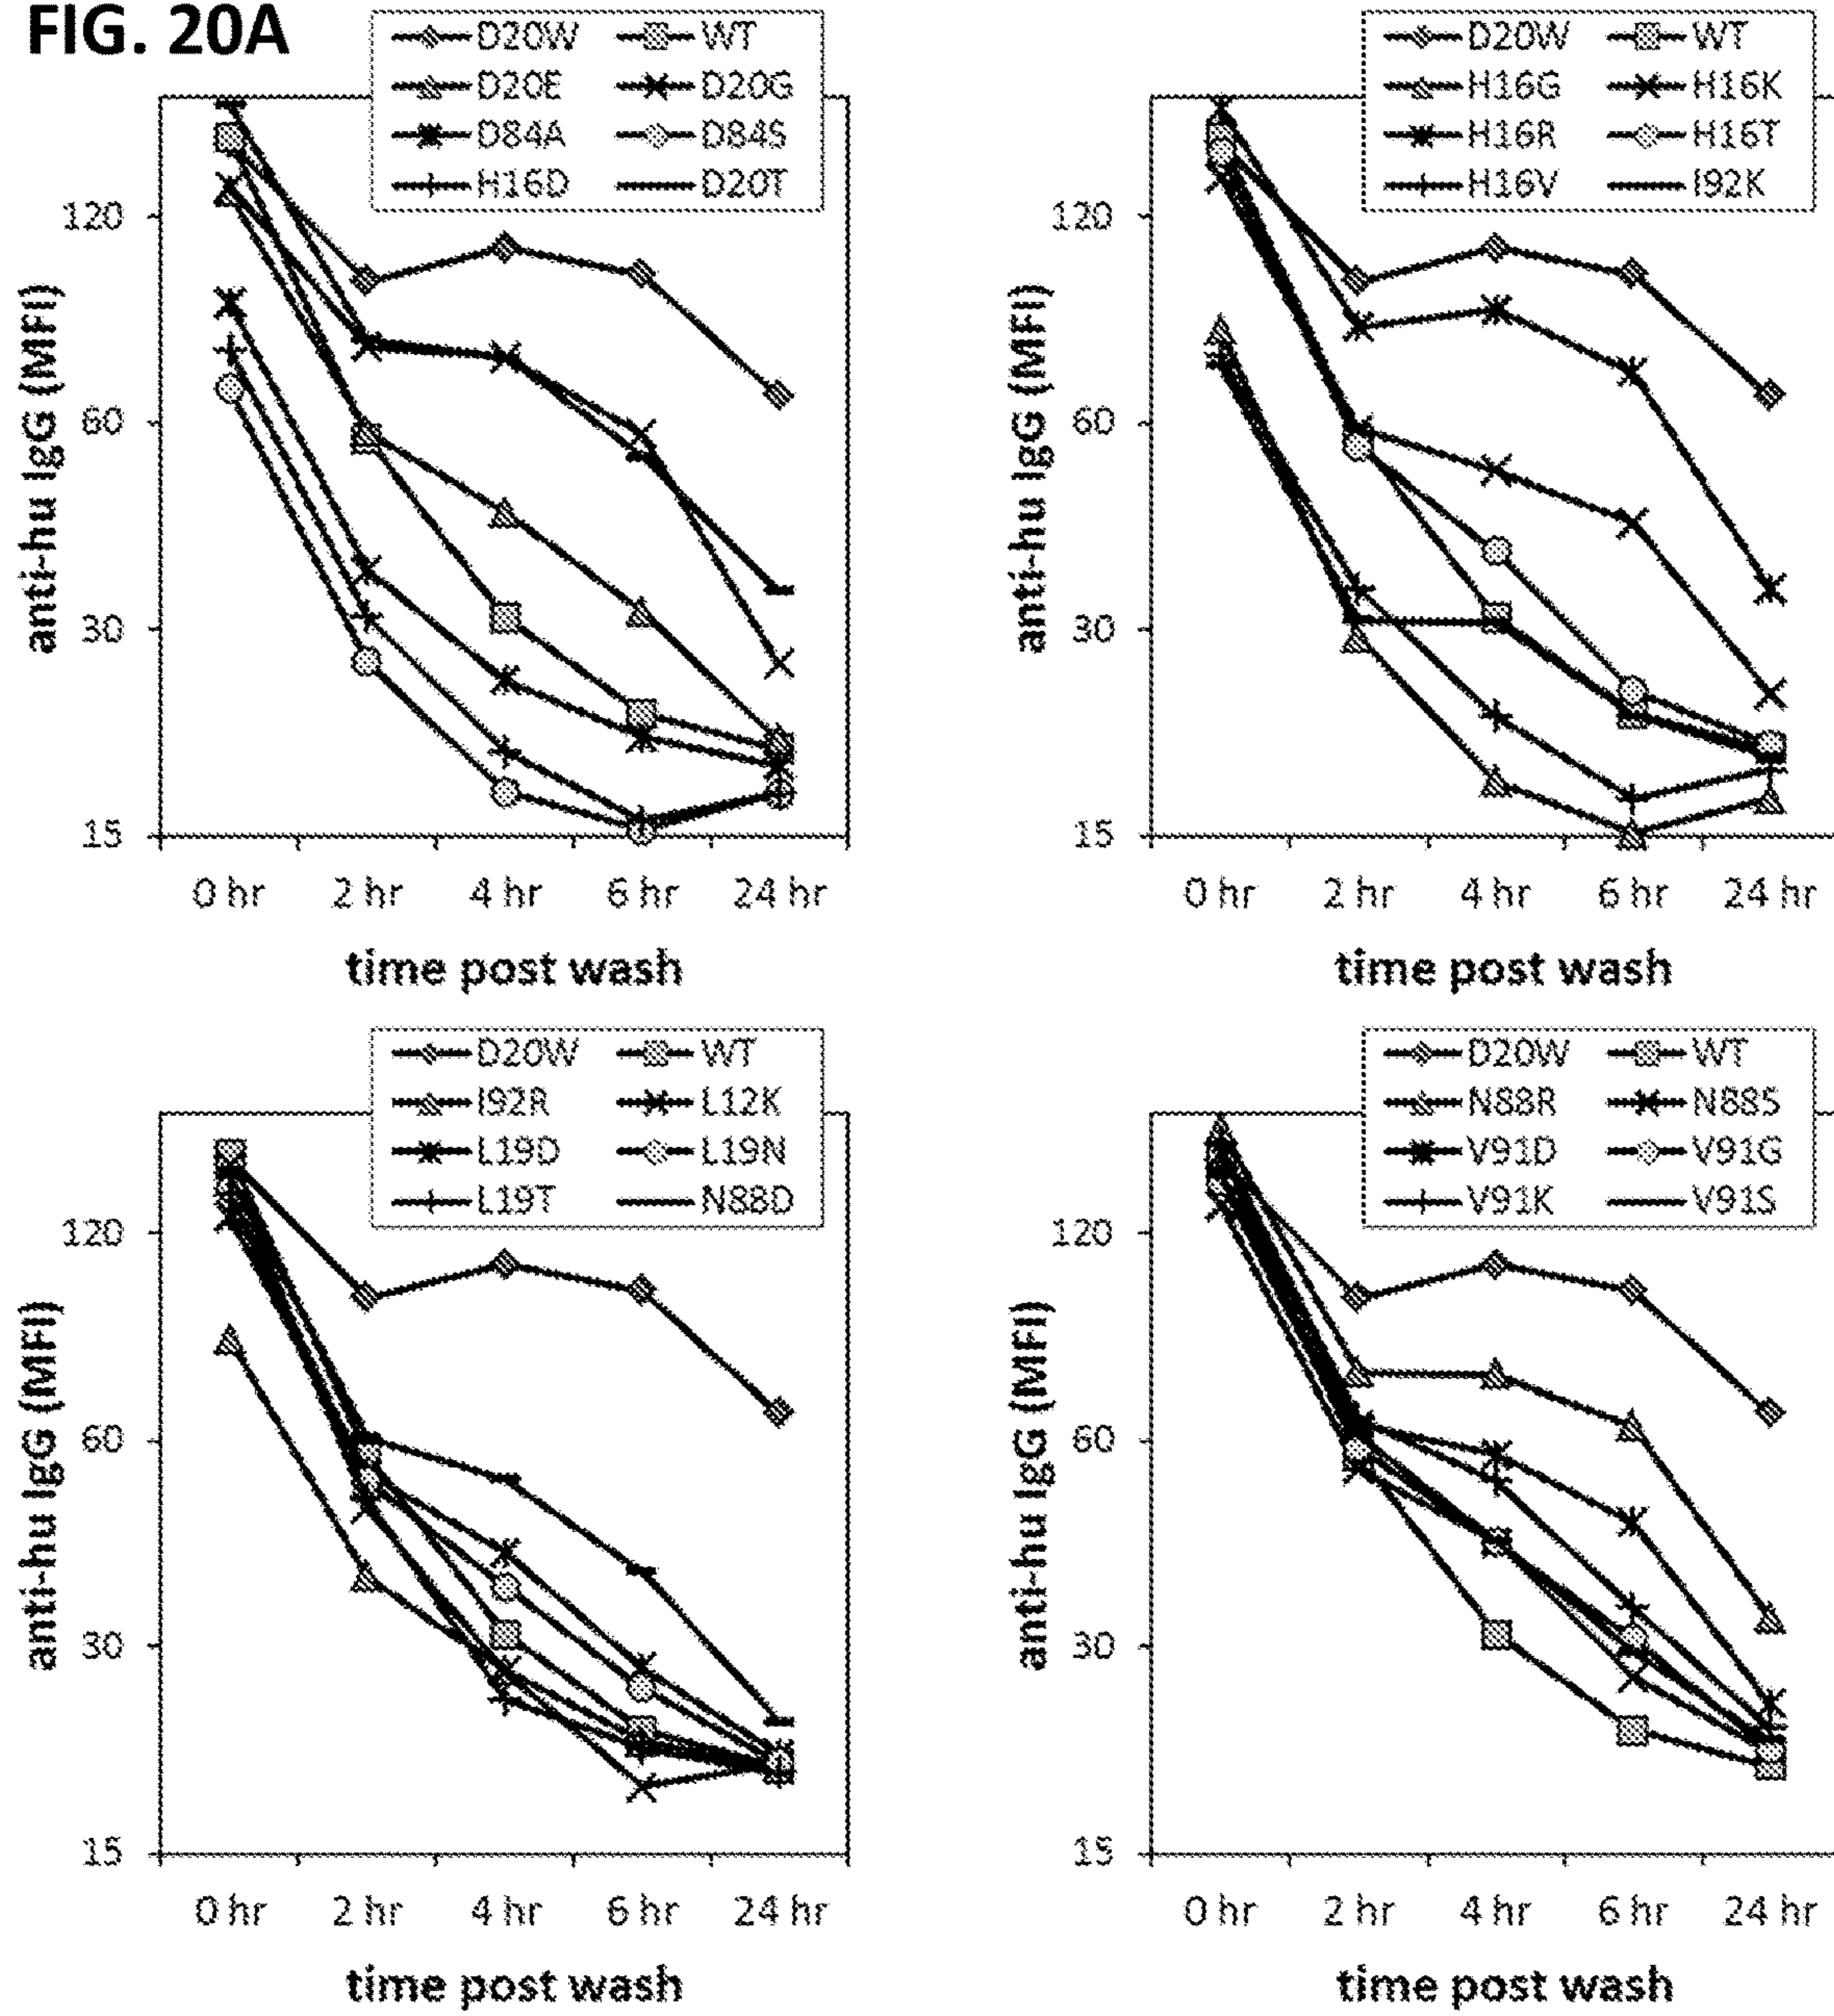 FIG. 20A
D20W WT
D20E D20G
D84A D84S
H16D D20T
anti-hu IgG (MFI)
120
60
30
15
0 hr 2 hr 4 hr 6 hr 24 hr
time post wash
D20W WT
H16G H16K
H16R H16T
H16V I92K
anti-hu IgG (MFI)
120
60
30
15
0 hr 2 hr 4 hr 6 hr 24 hr
time post wash
D20W WT
I92R L12K
L19D L19N
L19T N88D
anti-hu IgG (MFI)
120
60
30
15
0 hr 2 hr 4 hr 6 hr 24 hr
time post wash
D20W WT
N88R N88S
V91D V91G
V91K V91S
anti-hu IgG (MFI)
120
60
30
15
0 hr 2 hr 4 hr 6 hr 24 hr
time post wash